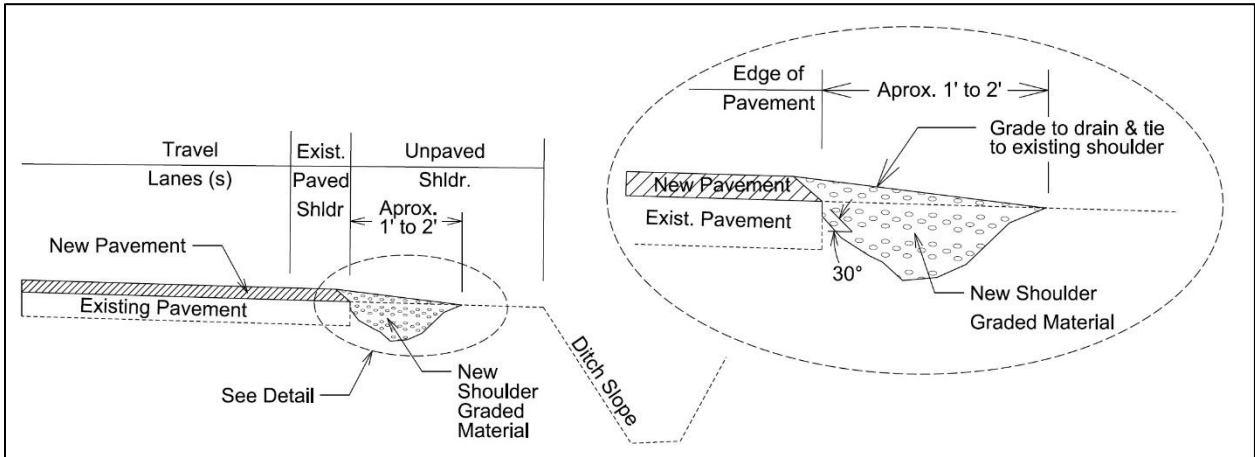 Travel
Lanes (s)
Exist.
Paved
Shldr
Unpaved
Shldr.
Aprox.
1' to 2'
New Pavement
Existing Pavement
See Detail
New
Shoulder
Graded
Material
Ditch Slope
Edge of
Pavement
Aprox. 1' to 2'
Grade to drain & tie
to existing shoulder
New Pavement
Exist. Pavement
30°
New Shoulder
Graded Material